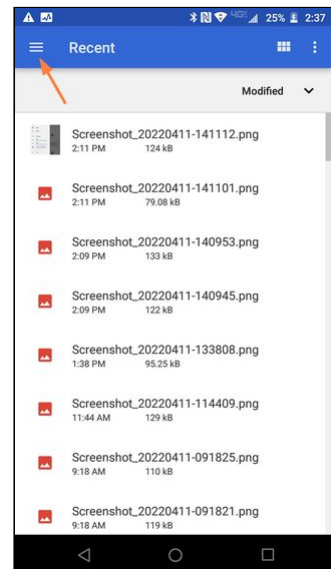 25% 2:37
Recent
Modified
Screenshot_20220411-141112.png
2:11 PM 124 kB
Screenshot_20220411-141101.png
2:11 PM 79.08 kB
Screenshot_20220411-140953.png
2:09 PM 133 kB
Screenshot_20220411-140945.png
2:09 PM 122 kB
Screenshot_20220411-133808.png
1:38 PM 95.25 kB
Screenshot_20220411-114409.png
11:44 AM 129 kB
Screenshot_20220411-091825.png
9:18 AM 110 kB
Screenshot_20220411-091821.png
9:18 AM 119 kB